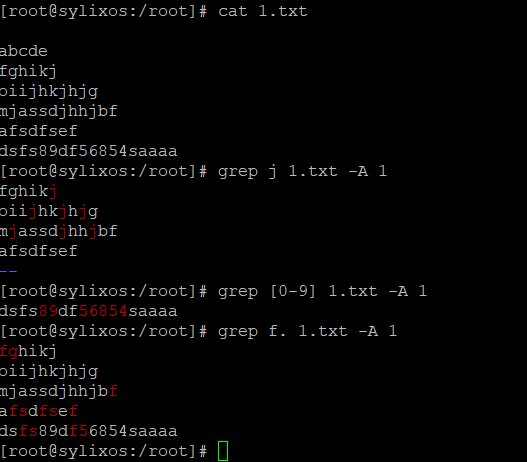 [root@sylixos:/root]# cat 1.txt
abcde
fghikj
oiijhkjhjg
mjassdjhhjbf
afsdfsef
dsfs89df56854saaaa
[root@sylixos:/root]# grep j 1.txt -A 1
fghikj
oiijhkjhjg
mjassdjhhjbf
afsdfsef
--
[root@sylixos:/root]# grep [0-9] 1.txt -A 1
dsfs89df56854saaaa
[root@sylixos:/root]# grep f. 1.txt -A 1
fghikj
oiijhkjhjg
mjassdjhhjbf
afsdfsef
dsfs89df56854saaaa
[root@sylixos:/root]#